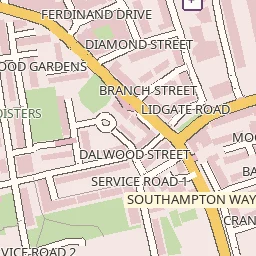 FERDINAND DRIVE
DIAMOND STREET
OOD GARDENS
BRANCH STREET
LIDGATE ROAD
OISTERS
MOO
DALWOOD STREET
BA
SERVICE ROAD 1
SOUTHAMPTON WAY
CRAN
VICE ROAD 2